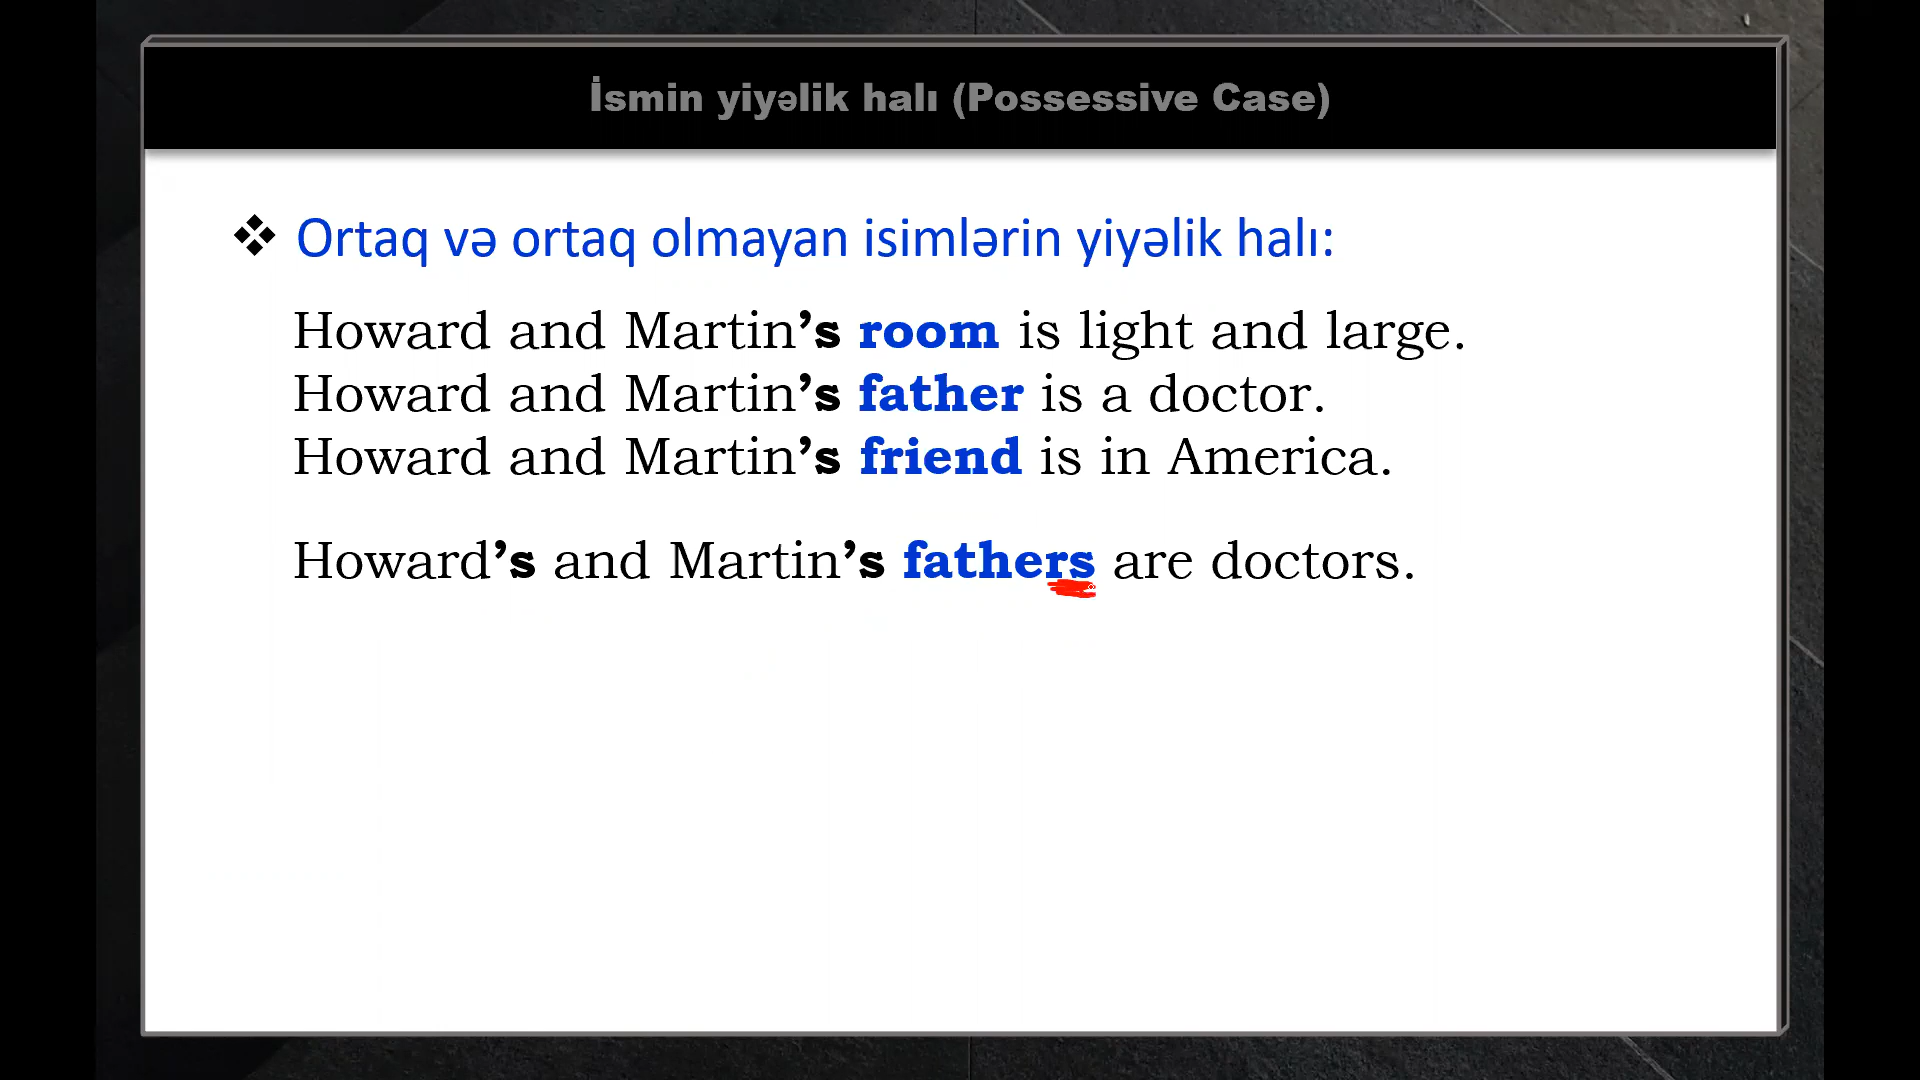 İsmin yiyəlik halı (Possessive Case)
❖ Ortaq və ortaq olmayan isimlərin yiyəlik halı:
Howard and Martin’s room is light and large.
Howard and Martin’s father is a doctor.
Howard and Martin’s friend is in America.
Howard’s and Martin’s fathers are doctors.